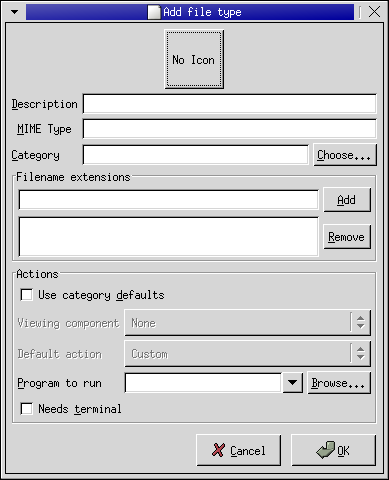 Add file type
No Icon
Description
MIME Type
Category Choose...
Filename extensions
Add
Remove
Actions
Use category defaults
Viewing component None
Default action Custom
Program to run Browse...
Needs terminal
Cancel OK